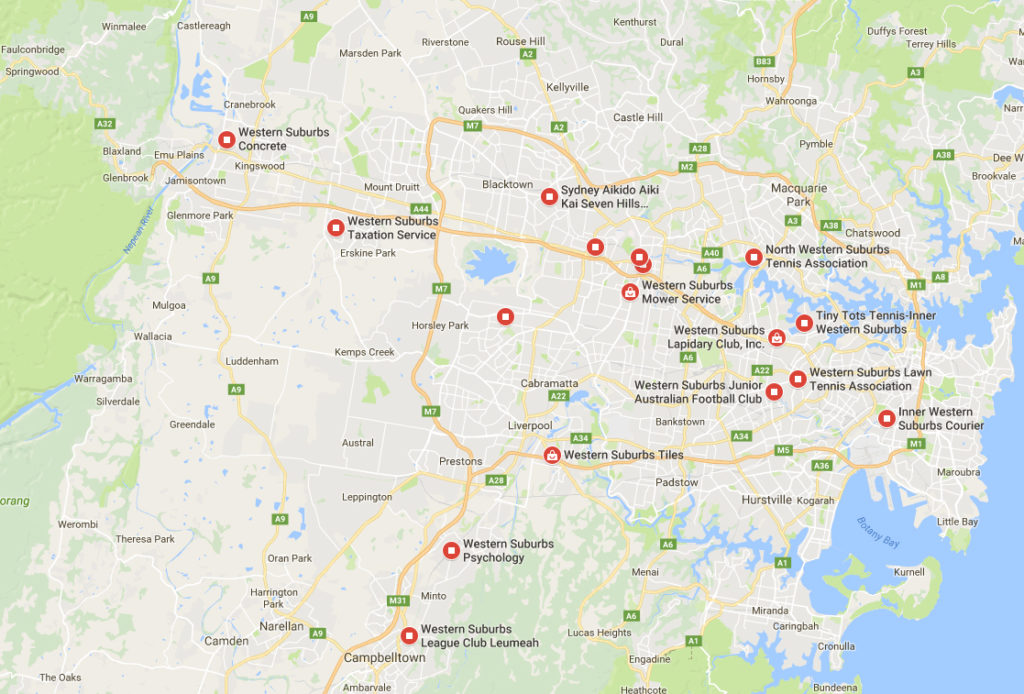 Winmalee
Castlereagh
A9
Riverstone
Rouse Hill
Kenthurst
Duffys Forest
Faulconbridge
Marsden Park
A2
Dural
Terrey Hills
Springwood
B83
A3
Hornsby
Kellyville
Cranebrook
Quakers Hill
Castle Hill
Wahroonga
A32
M7
A2
Western Suburbs
Concrete
A28
Pymble
Blaxland
Emu Plains
Kingswood
M2
A38
Dee W
Glenbrook
Jamisontown
Mount Druitt
Blacktown
Sydney Aikido Aiki
Kai Seven Hills...
Macquarie
Park
Brookvale
Glenmore Park
A44
A3
A38
Chatswood
Nepean River
Western Suburbs
Taxation Service
Erskine Park
A40
A6
North Western Suburbs
Tennis Association
A9
A8
M7
Western Suburbs
Mower Service
M1
Mulgoa
Horsley Park
Tiny Tots Tennis-Inner
Western Suburbs
Wallacia
Western Suburbs
Lapidary Club, Inc.
Kemps Creek
A6
Luddenham
A22
Western Suburbs Lawn
Tennis Association
Warragamba
A9
Cabramatta
A22
Western Suburbs Junior
Australian Football Club
Silverdale
M7
Inner Western
Suburbs Courier
Greendale
Liverpool
Bankstown
Austral
A34
A34
M1
M5
Prestons
Western Suburbs Tiles
A36
Maroubra
A28
Padstow
Leppington
Hurstville
Kogarah
orang
Werombi
A9
Botany Bay
Little Bay
Theresa Park
Western Suburbs
Psychology
A6
Oran Park
A1
Menai
Kurnell
Harrington
Park
M31
Minto
Miranda
A6
Narellan
A9
Western Suburbs
League Club Leumeah
Lucas Heights
Caringbah
Camden
A1
Cronulla
Campbelltown
Engadine
The Oaks
Ambarvale
Heathcote
Bundeena